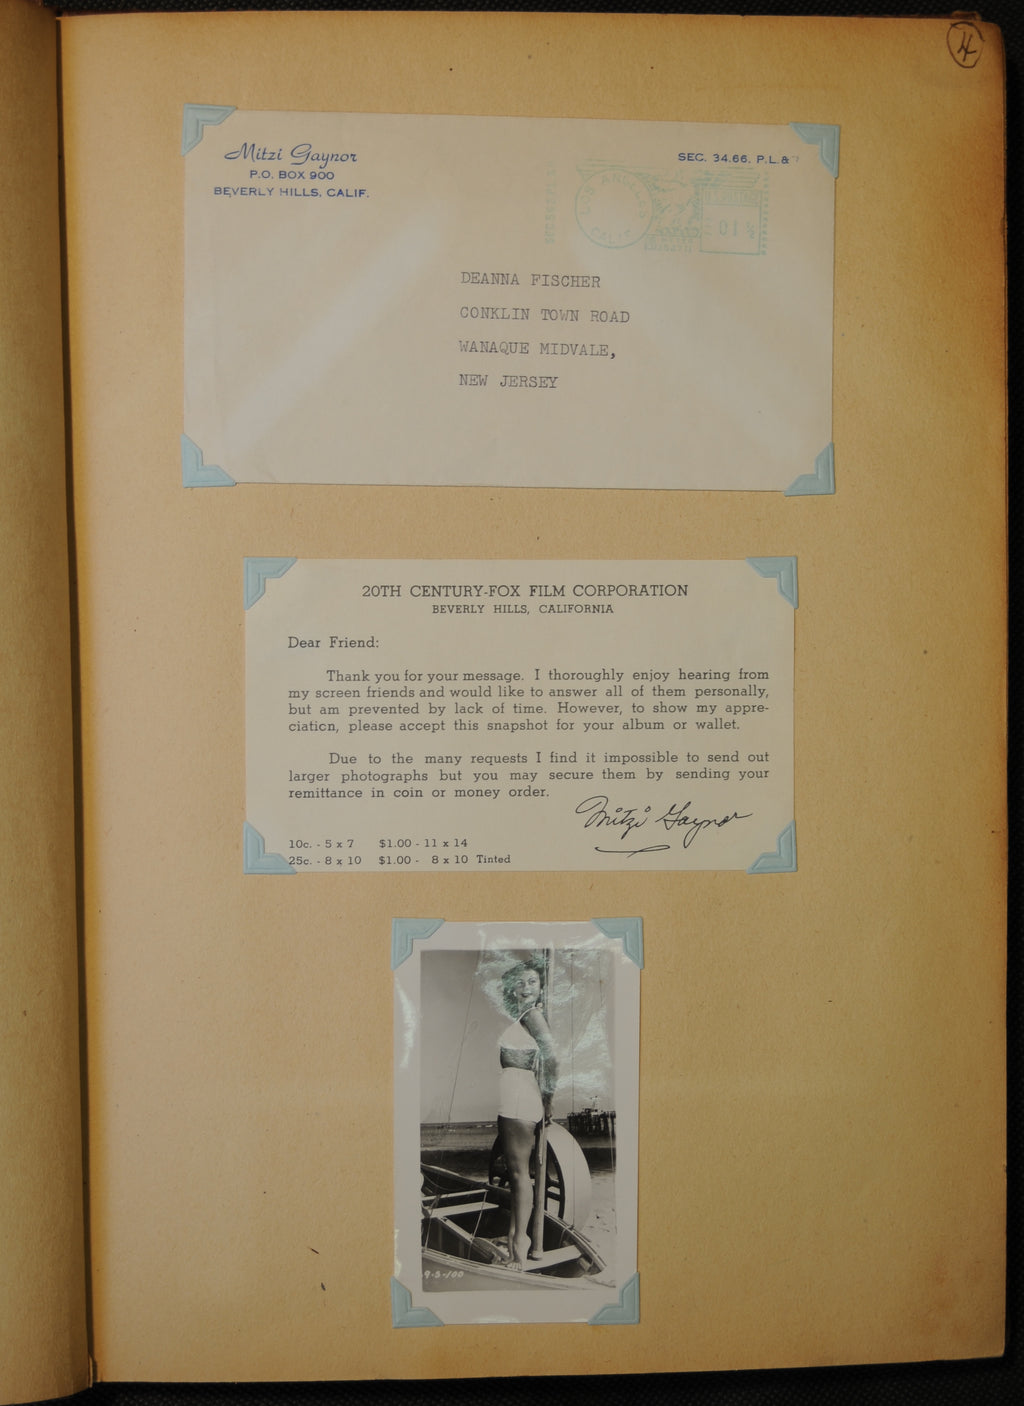 4
Mitzi Gaynor
P.O. BOX 900
BEVERLY HILLS, CALIF.
SEC. 34.66, P.L.&
LOS ANGELES
CALIF.
01½
DEANNA FISCHER
CONKLIN TOWN ROAD
WANAQUE MIDVALE,
NEW JERSEY
20TH CENTURY-FOX FILM CORPORATION
BEVERLY HILLS, CALIFORNIA
Dear Friend:
Thank you for your message. I thoroughly enjoy hearing from
my screen friends and would like to answer all of them personally,
but am prevented by lack of time. However, to show my appre-
ciation, please accept this snapshot for your album or wallet.
Due to the many requests I find it impossible to send out
larger photographs but you may secure them by sending your
remittance in coin or money order.
Mitzi Gaynor
10c. - 5 x 7 $1.00 - 11 x 14
25c. - 8 x 10 $1.00 - 8 x 10 Tinted
9-S-100